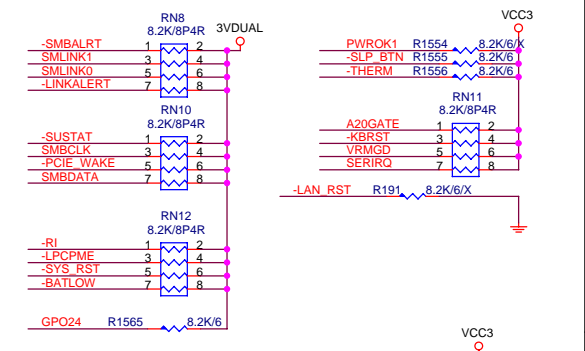 RN8
8.2K/8P4R
3VDUAL
-SMBALRT 1 2
SMLINK1 3 4
SMLINK0 5 6
-LINKALERT 7 8
RN10
8.2K/8P4R
-SUSTAT 1 2
SMBCLK 3 4
-PCIE_WAKE 5 6
SMBDATA 7 8
RN12
8.2K/8P4R
-RI 1 2
-LPCPME 3 4
-SYS_RST 5 6
-BATLOW 7 8
GPO24 R1565 8.2K/6
VCC3
PWROK1 R1554 8.2K/6/X
-SLP_BTN R1555 8.2K/6
-THERM R1556 8.2K/6
RN11
8.2K/8P4R
A20GATE 1 2
-KBRST 3 4
VRMGD 5 6
SERIRQ 7 8
-LAN_RST R191 8.2K/6/X
VCC3